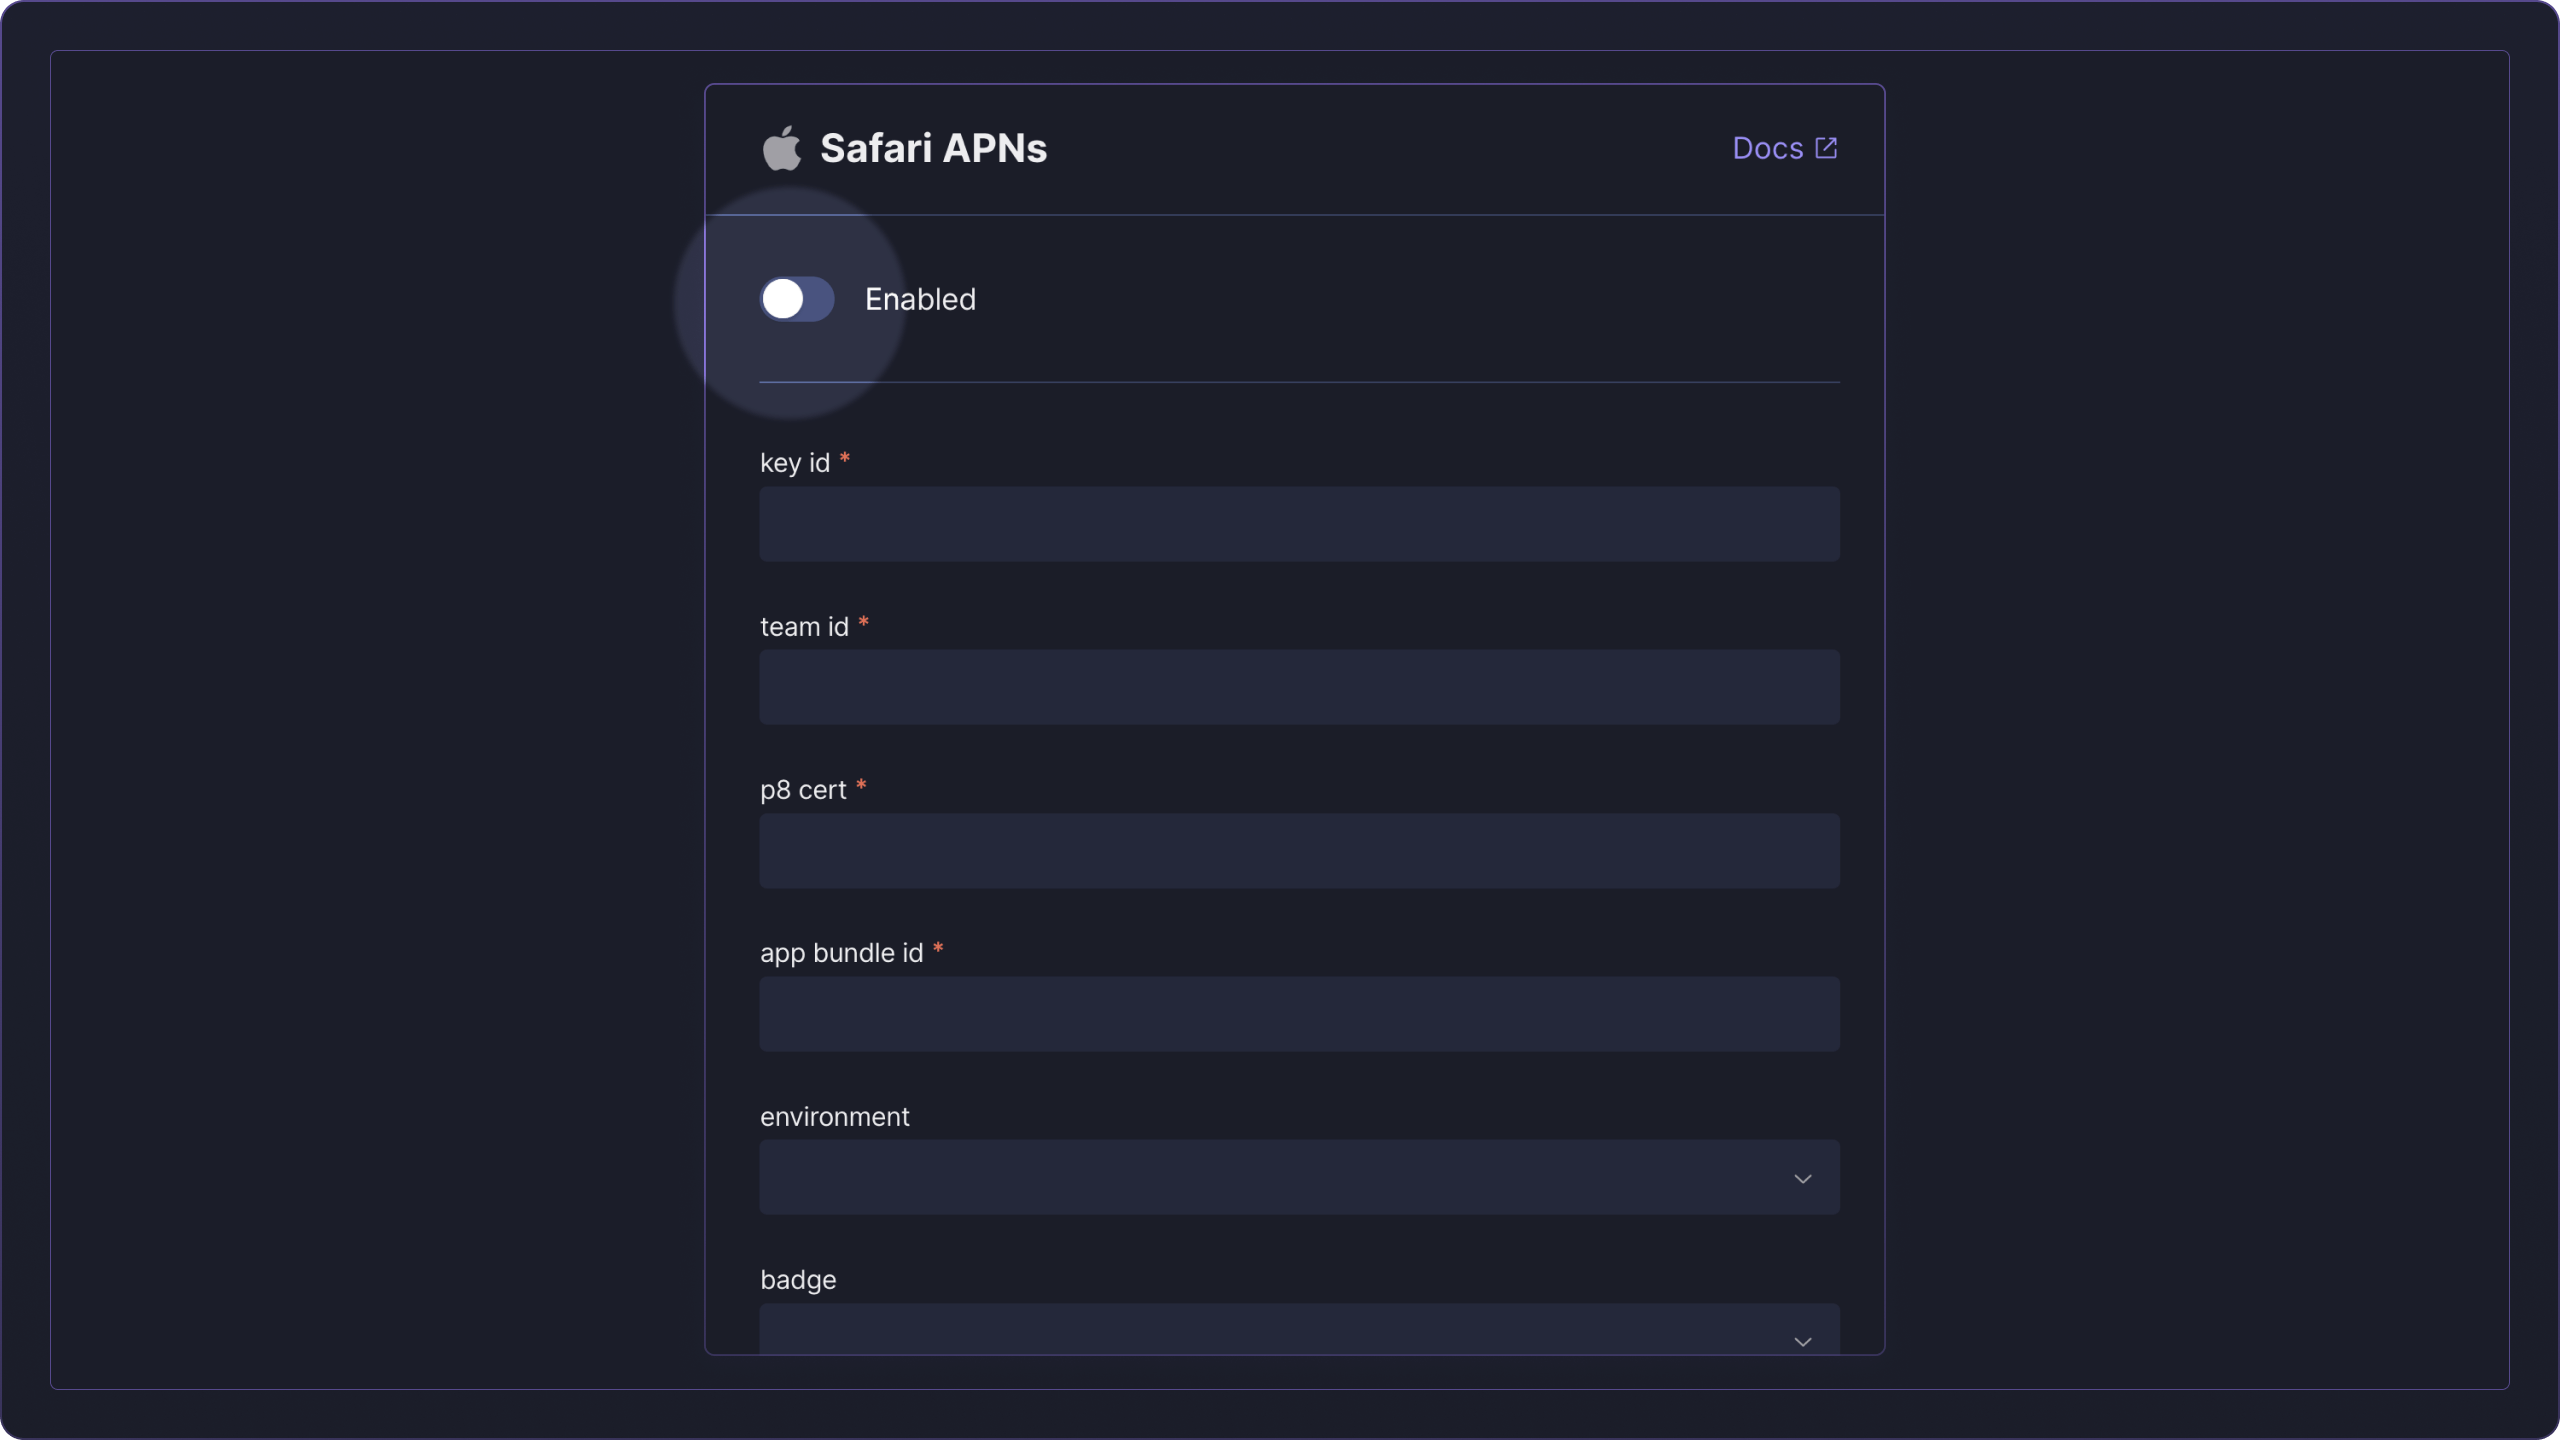 Safari APNs
Docs
Enabled
key id *
team id *
p8 cert *
app bundle id *
environment
badge